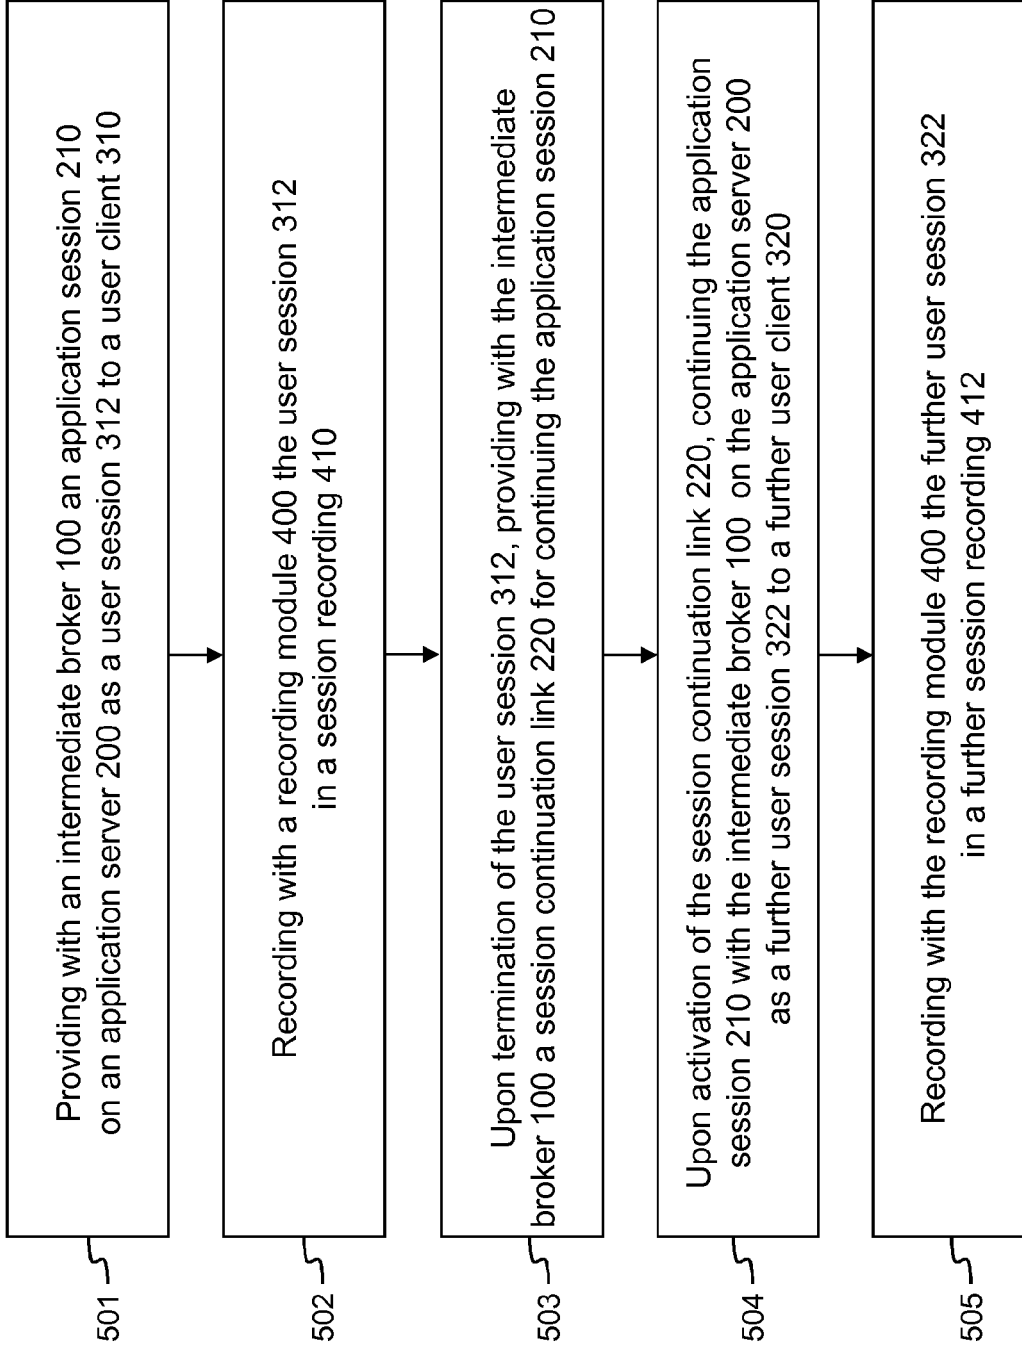 Providing with an intermediate broker 100 an application session 210
on an application server 200 as a user session 312 to a user client 310
501
Recording with a recording module 400 the user session 312
in a session recording 410
502
Upon termination of the user session 312, providing with the intermediate
broker 100 a session continuation link 220 for continuing the application session 210
503
Upon activation of the session continuation link 220, continuing the application
session 210 with the intermediate broker 100 on the application server 200
as a further user session 322 to a further user client 320
504
Recording with the recording module 400 the further user session 322
in a further session recording 412
505